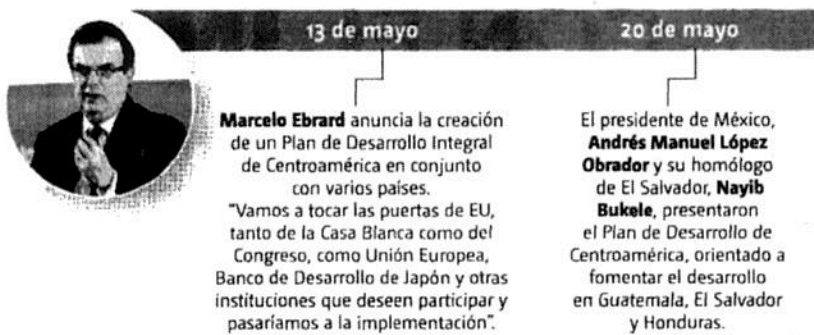 13 de mayo
Marcelo Ebrard anuncia la creación
de un Plan de Desarrollo Integral
de Centroamérica en conjunto
con varios países.
"Vamos a tocar las puertas de EU,
tanto de la Casa Blanca como del
Congreso, como Unión Europea,
Banco de Desarrollo de Japón y otras
instituciones que deseen participar y
pasaríamos a la implementación".
20 de mayo
El presidente de México,
Andrés Manuel López
Obrador y su homólogo
de El Salvador, Nayib
Bukele, presentaron
el Plan de Desarrollo de
Centroamérica, orientado a
fomentar el desarrollo
en Guatemala, El Salvador
y Honduras.